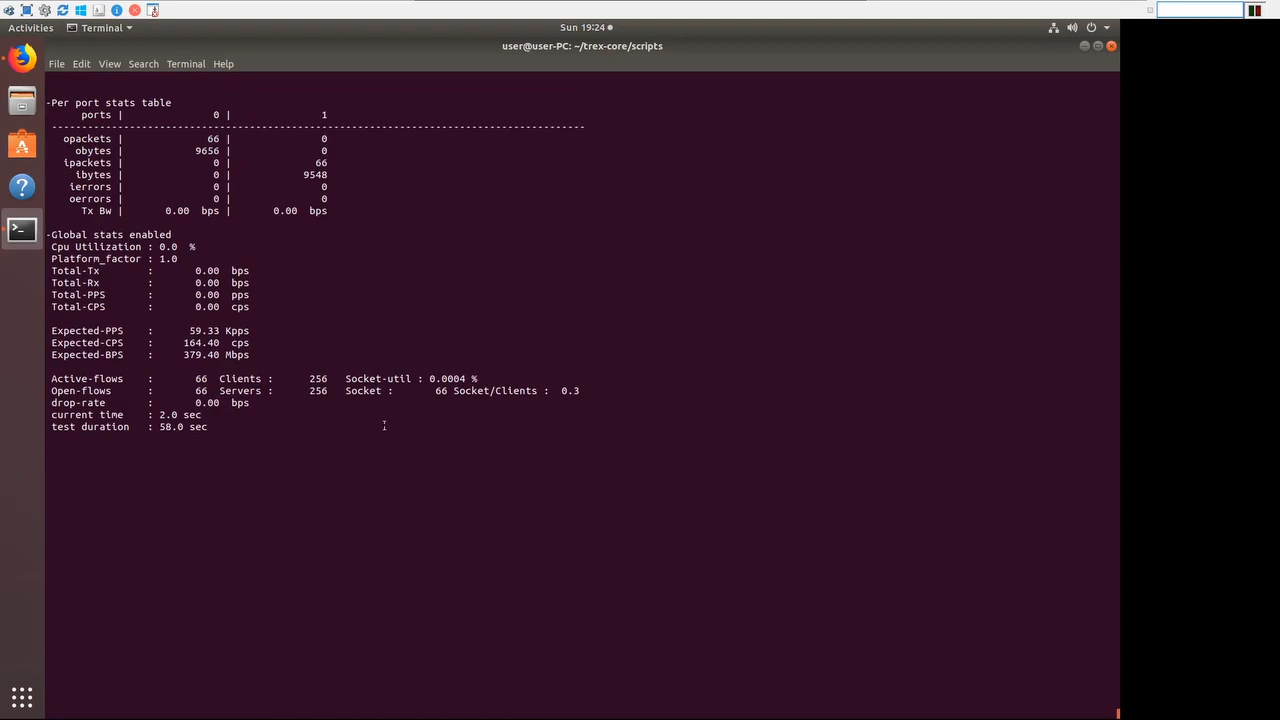 Activities Terminal Sun 19:24
user@user-PC: ~/trex-core/scripts
File Edit View Search Terminal Help
-Per port stats table
ports | 0 | 1
-----------------------------------------------------------------------------------------
opackets | 66 | 0
obytes | 9656 | 0
ipackets | 0 | 66
ibytes | 0 | 9548
ierrors | 0 | 0
oerrors | 0 | 0
Tx Bw | 0.00 bps | 0.00 bps
-Global stats enabled
Cpu Utilization : 0.0 %
Platform_factor : 1.0
Total-Tx : 0.00 bps
Total-Rx : 0.00 bps
Total-PPS : 0.00 pps
Total-CPS : 0.00 cps
Expected-PPS : 59.33 Kpps
Expected-CPS : 164.40 cps
Expected-BPS : 379.40 Mbps
Active-flows : 66 Clients : 256 Socket-util : 0.0004 %
Open-flows : 66 Servers : 256 Socket : 66 Socket/Clients : 0.3
drop-rate : 0.00 bps
current time : 2.0 sec
test duration : 58.0 sec